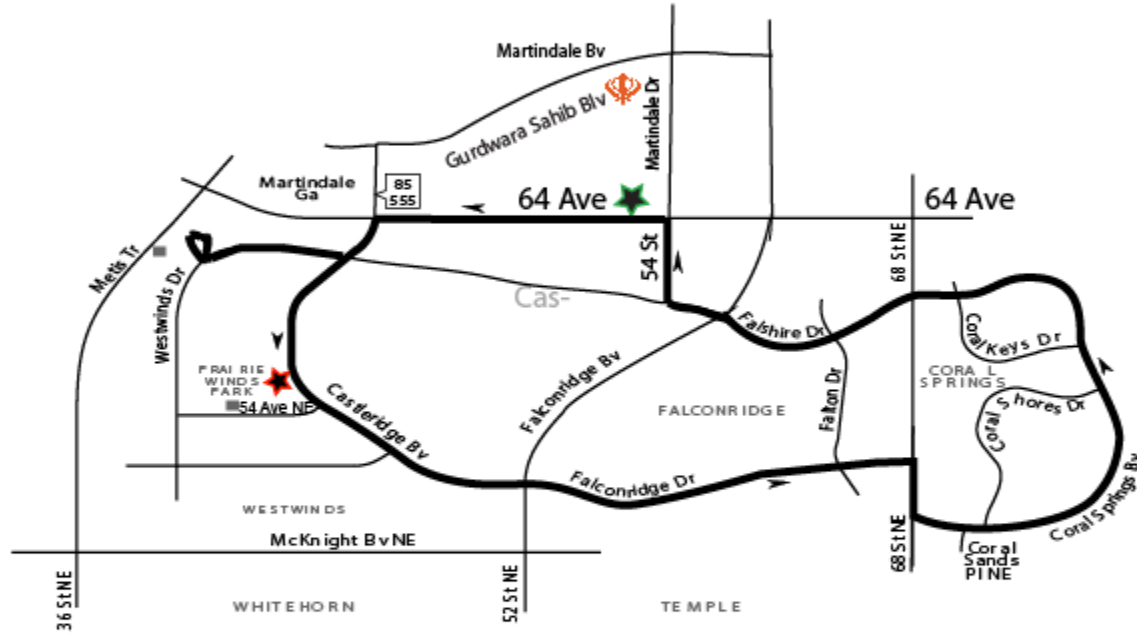 Martindale Bv
Gurdwara Sahib Blv
Martindale Dr
Martindale
Ga
85
555
64 Ave
64 Ave
Metis Tr
Westwinds Dr
54 St
68 St NE
Cas-
Falshire Dr
Coral Keys Dr
PRAIRIE
WINDS
PARK
54 Ave NE
Castleridge Bv
Falconridge Bv
FALCONRIDGE
Falton Dr
CORAL
SPRINGS
Coral Shores Dr
Falconridge Dr
Coral Springs Bv
WESTWINDS
McKnight Bv NE
68 St NE
Coral
Sands
Pl NE
36 St NE
WHITEHORN
52 St NE
TEMPLE